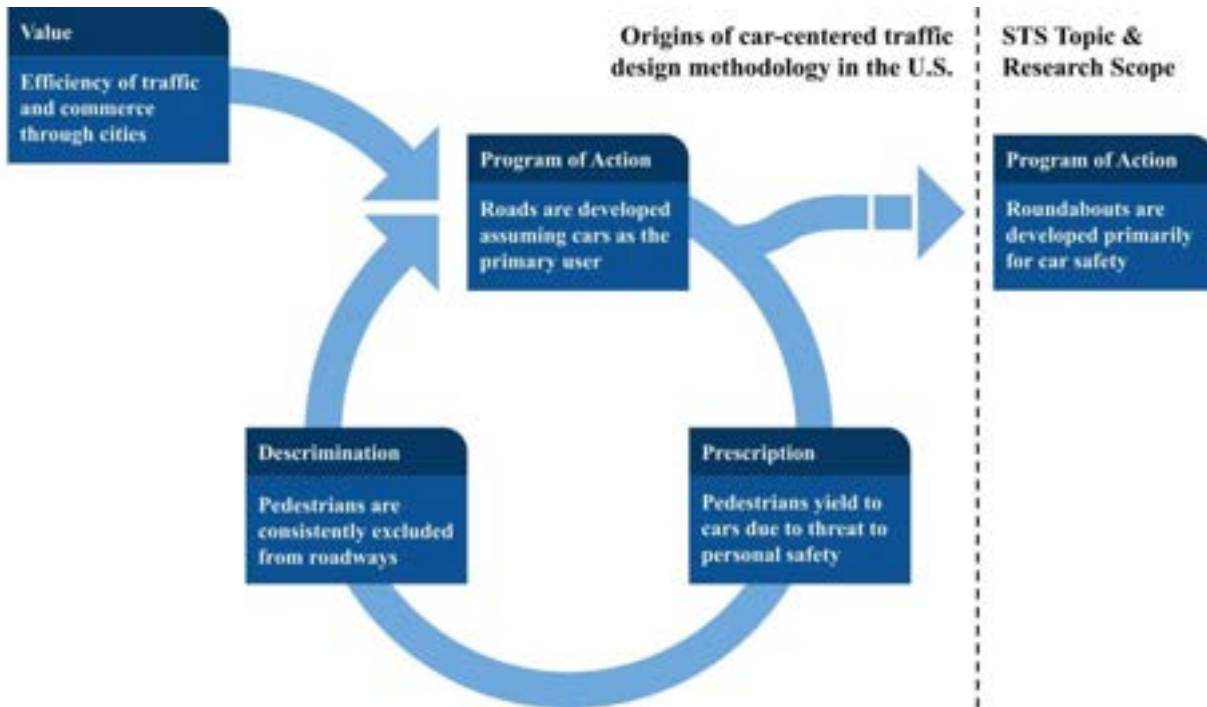 Value
Efficiency of traffic
and commerce
through cities
Origins of car-centered traffic
design methodology in the U.S.
STS Topic &
Research Scope
Program of Action
Roads are developed
assuming cars as the
primary user
Program of Action
Roundabouts are
developed primarily
for car safety
Descrimination
Pedestrians are
consistently excluded
from roadways
Prescription
Pedestrians yield to
cars due to threat to
personal safety